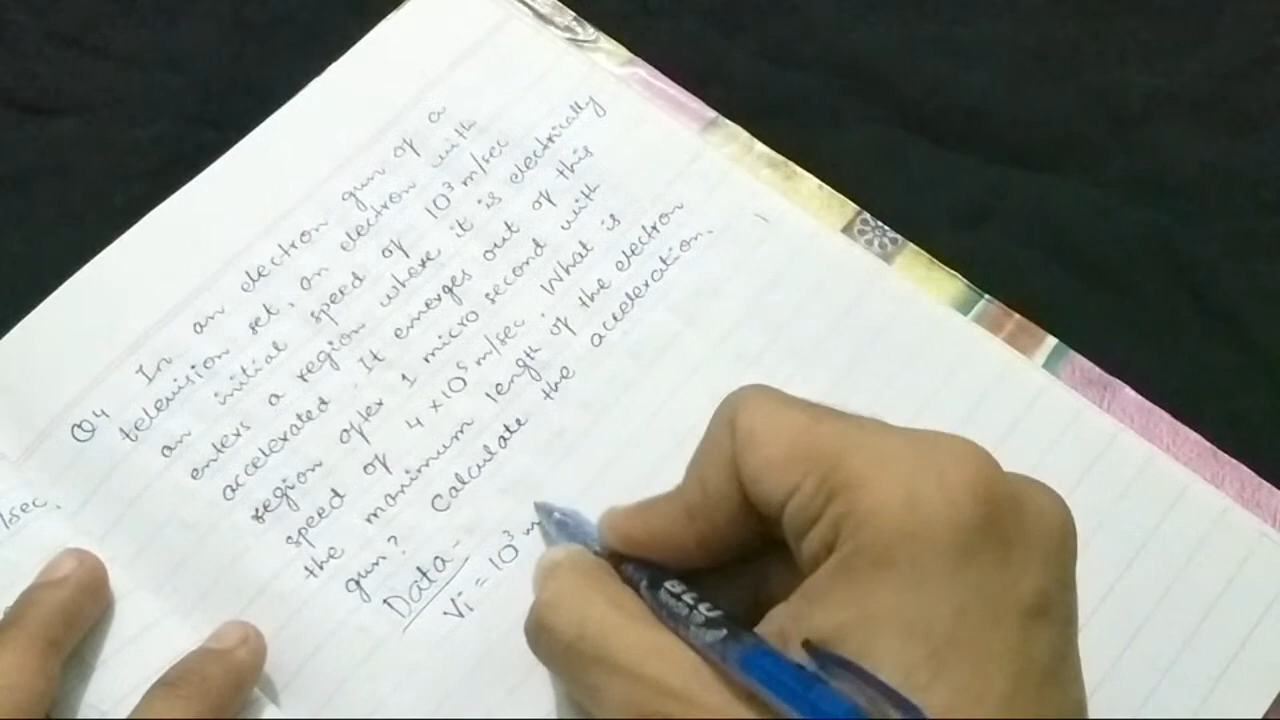 Q4 In an electron gun of a
television set, an electron with
an initial speed of 10³ m/sec
enters a region where it is electrically
accelerated. It emerges out of this
region after 1 micro second with
speed of 4 × 10⁵ m/sec. What is
the maximum length of the electron
gun? Calculate the acceleration.
Data -
Vi = 10³ m
/sec.